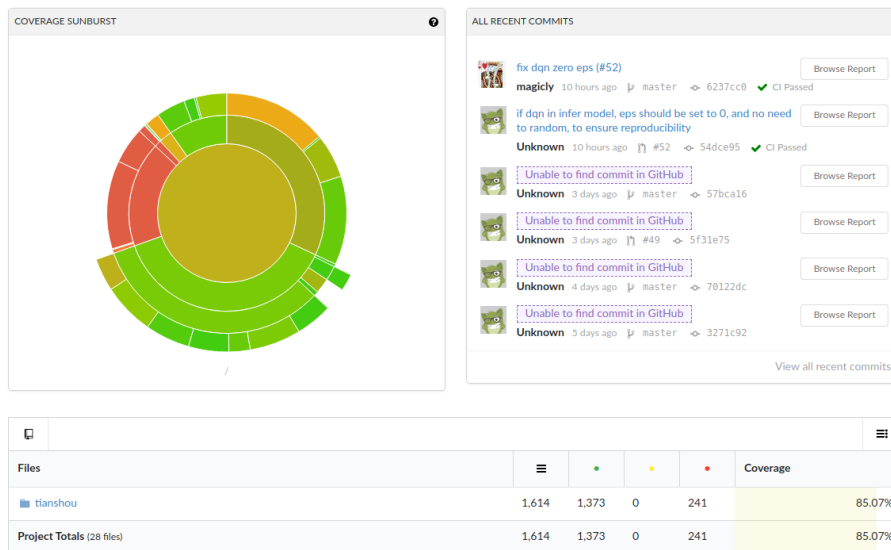 COVERAGE SUNBURST
/
ALL RECENT COMMITS
fix dqn zero eps (#52)
magicly 10 hours ago master 6237cc0 CI Passed
Browse Report
if dqn in infer model, eps should be set to 0, and no need
to random, to ensure reproducibility
Unknown 10 hours ago #52 54dce95 CI Passed
Browse Report
Unable to find commit in GitHub
Unknown 3 days ago master 57bca16
Browse Report
Unable to find commit in GitHub
Unknown 3 days ago #49 5f31e75
Browse Report
Unable to find commit in GitHub
Unknown 4 days ago master 70122dc
Browse Report
Unable to find commit in GitHub
Unknown 5 days ago master 3271c92
Browse Report
View all recent commits
Files Coverage
tianshou 1,614 1,373 0 241 85.07%
Project Totals (28 files) 1,614 1,373 0 241 85.07%